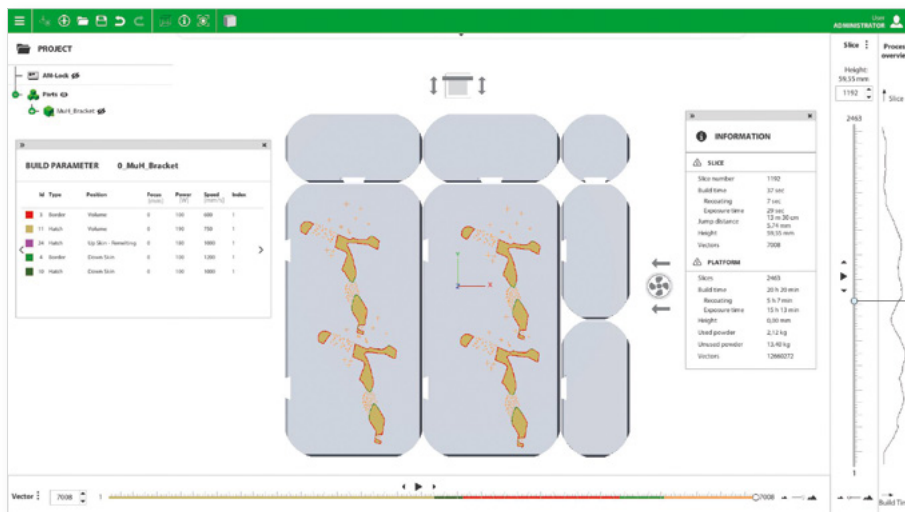 User
ADMINISTRATOR
PROJECT
AM-Lock
Parts
MuH_Bracket
BUILD PARAMETER 0_MuH_Bracket
Id Type Position Focus Power Speed Index
[mm] [W] [mm/s]
3 Border Volume 0 100 600 1
11 Hatch Volume 0 190 750 1
24 Hatch Up Skin - Remelting 0 100 1000 1
4 Border Down Skin 0 100 1200 1
10 Hatch Down Skin 0 100 1000 1
Y
Z X
INFORMATION
SLICE
Slice number 1192
Build time 37 sec
Recoating 7 sec
Exposure time 29 sec
Jump distance 13 m 30 cm
5,74 mm
Height 59,55 mm
Vectors 7008
PLATFORM
Slices 2463
Build time 20 h 20 min
Recoating 5 h 7 min
Exposure time 15 h 13 min
Height 0,00 mm
Used powder 2,12 kg
Unused powder 13,40 kg
Vectors 12660272
Slice
Height:
59,55 mm
1192
2463
1
Process
overvie
Slice
Build Tim
Vector 7008 1 7008